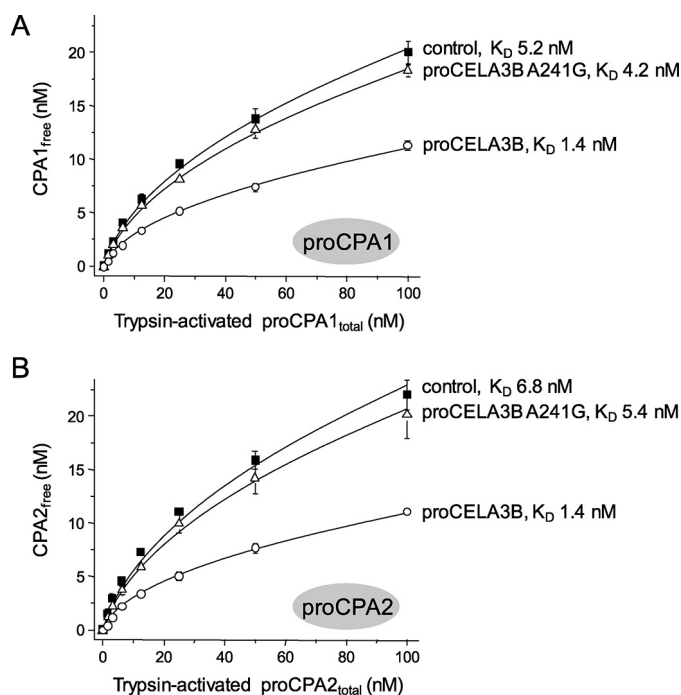 A
CPA1free (nM)
20
15
10
5
0
control, KD 5.2 nM
proCELA3B A241G, KD 4.2 nM
proCELA3B, KD 1.4 nM
proCPA1
0 20 40 60 80 100
Trypsin-activated proCPA1total (nM)
B
CPA2free (nM)
20
15
10
5
0
control, KD 6.8 nM
proCELA3B A241G, KD 5.4 nM
proCELA3B, KD 1.4 nM
proCPA2
0 20 40 60 80 100
Trypsin-activated proCPA2total (nM)